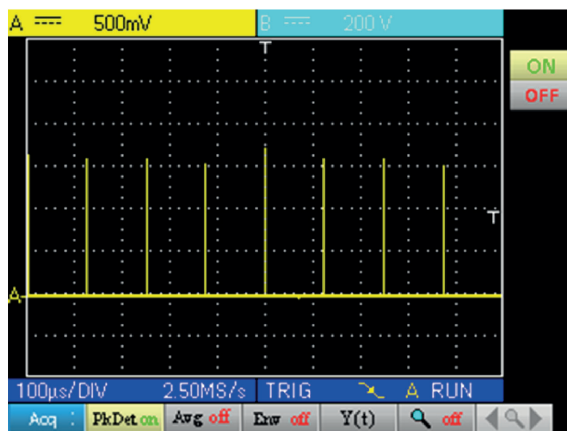 A 500mV B 200 V
T
ON
OFF
T
A
100µs/DIV 2.50MS/s TRIG A RUN
Acq : PkDet on Avg off Env off Y(t) off